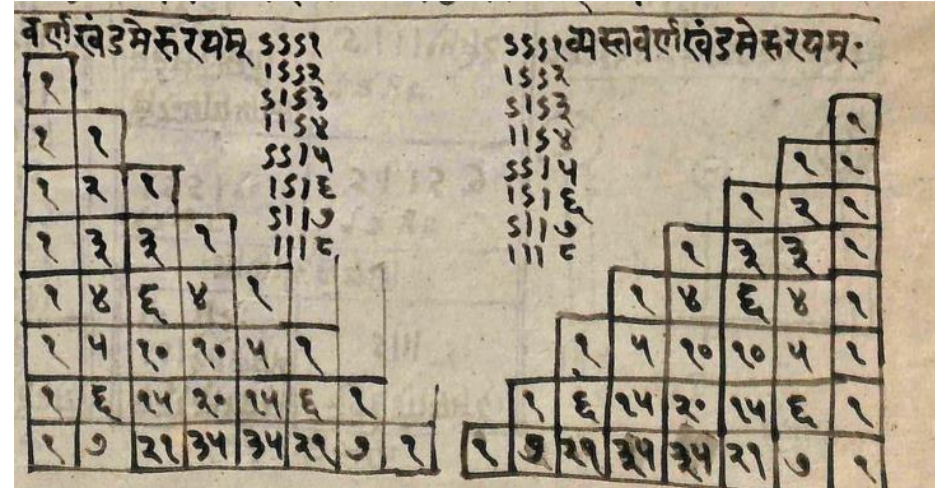 वर्णखंडमेरुरयम् ऽऽऽ१
।ऽऽ२
ऽ।ऽ३
।।ऽ४
ऽऽ।५
।ऽ।६
ऽ।।७
।।।८
१
१ १
१ २ १
१ ३ ३ १
१ ४ ६ ४ १
१ ५ १० १० ५ १
१ ६ १५ २० १५ ६ १
१ ७ २१ ३५ ३५ २१ ७ १
ऽऽऽ१ व्यस्तवर्णखंडमेरुरयम्·
।ऽऽ२
ऽ।ऽ३
।।ऽ४
ऽऽ।५
।ऽ।६
ऽ।।७
।।।८
१
१ १
१ २ १
१ ३ ३ १
१ ४ ६ ४ १
१ ५ १० १० ५ १
१ ६ १५ २० १५ ६ १
१ ७ २१ ३५ ३५ २१ ७ १